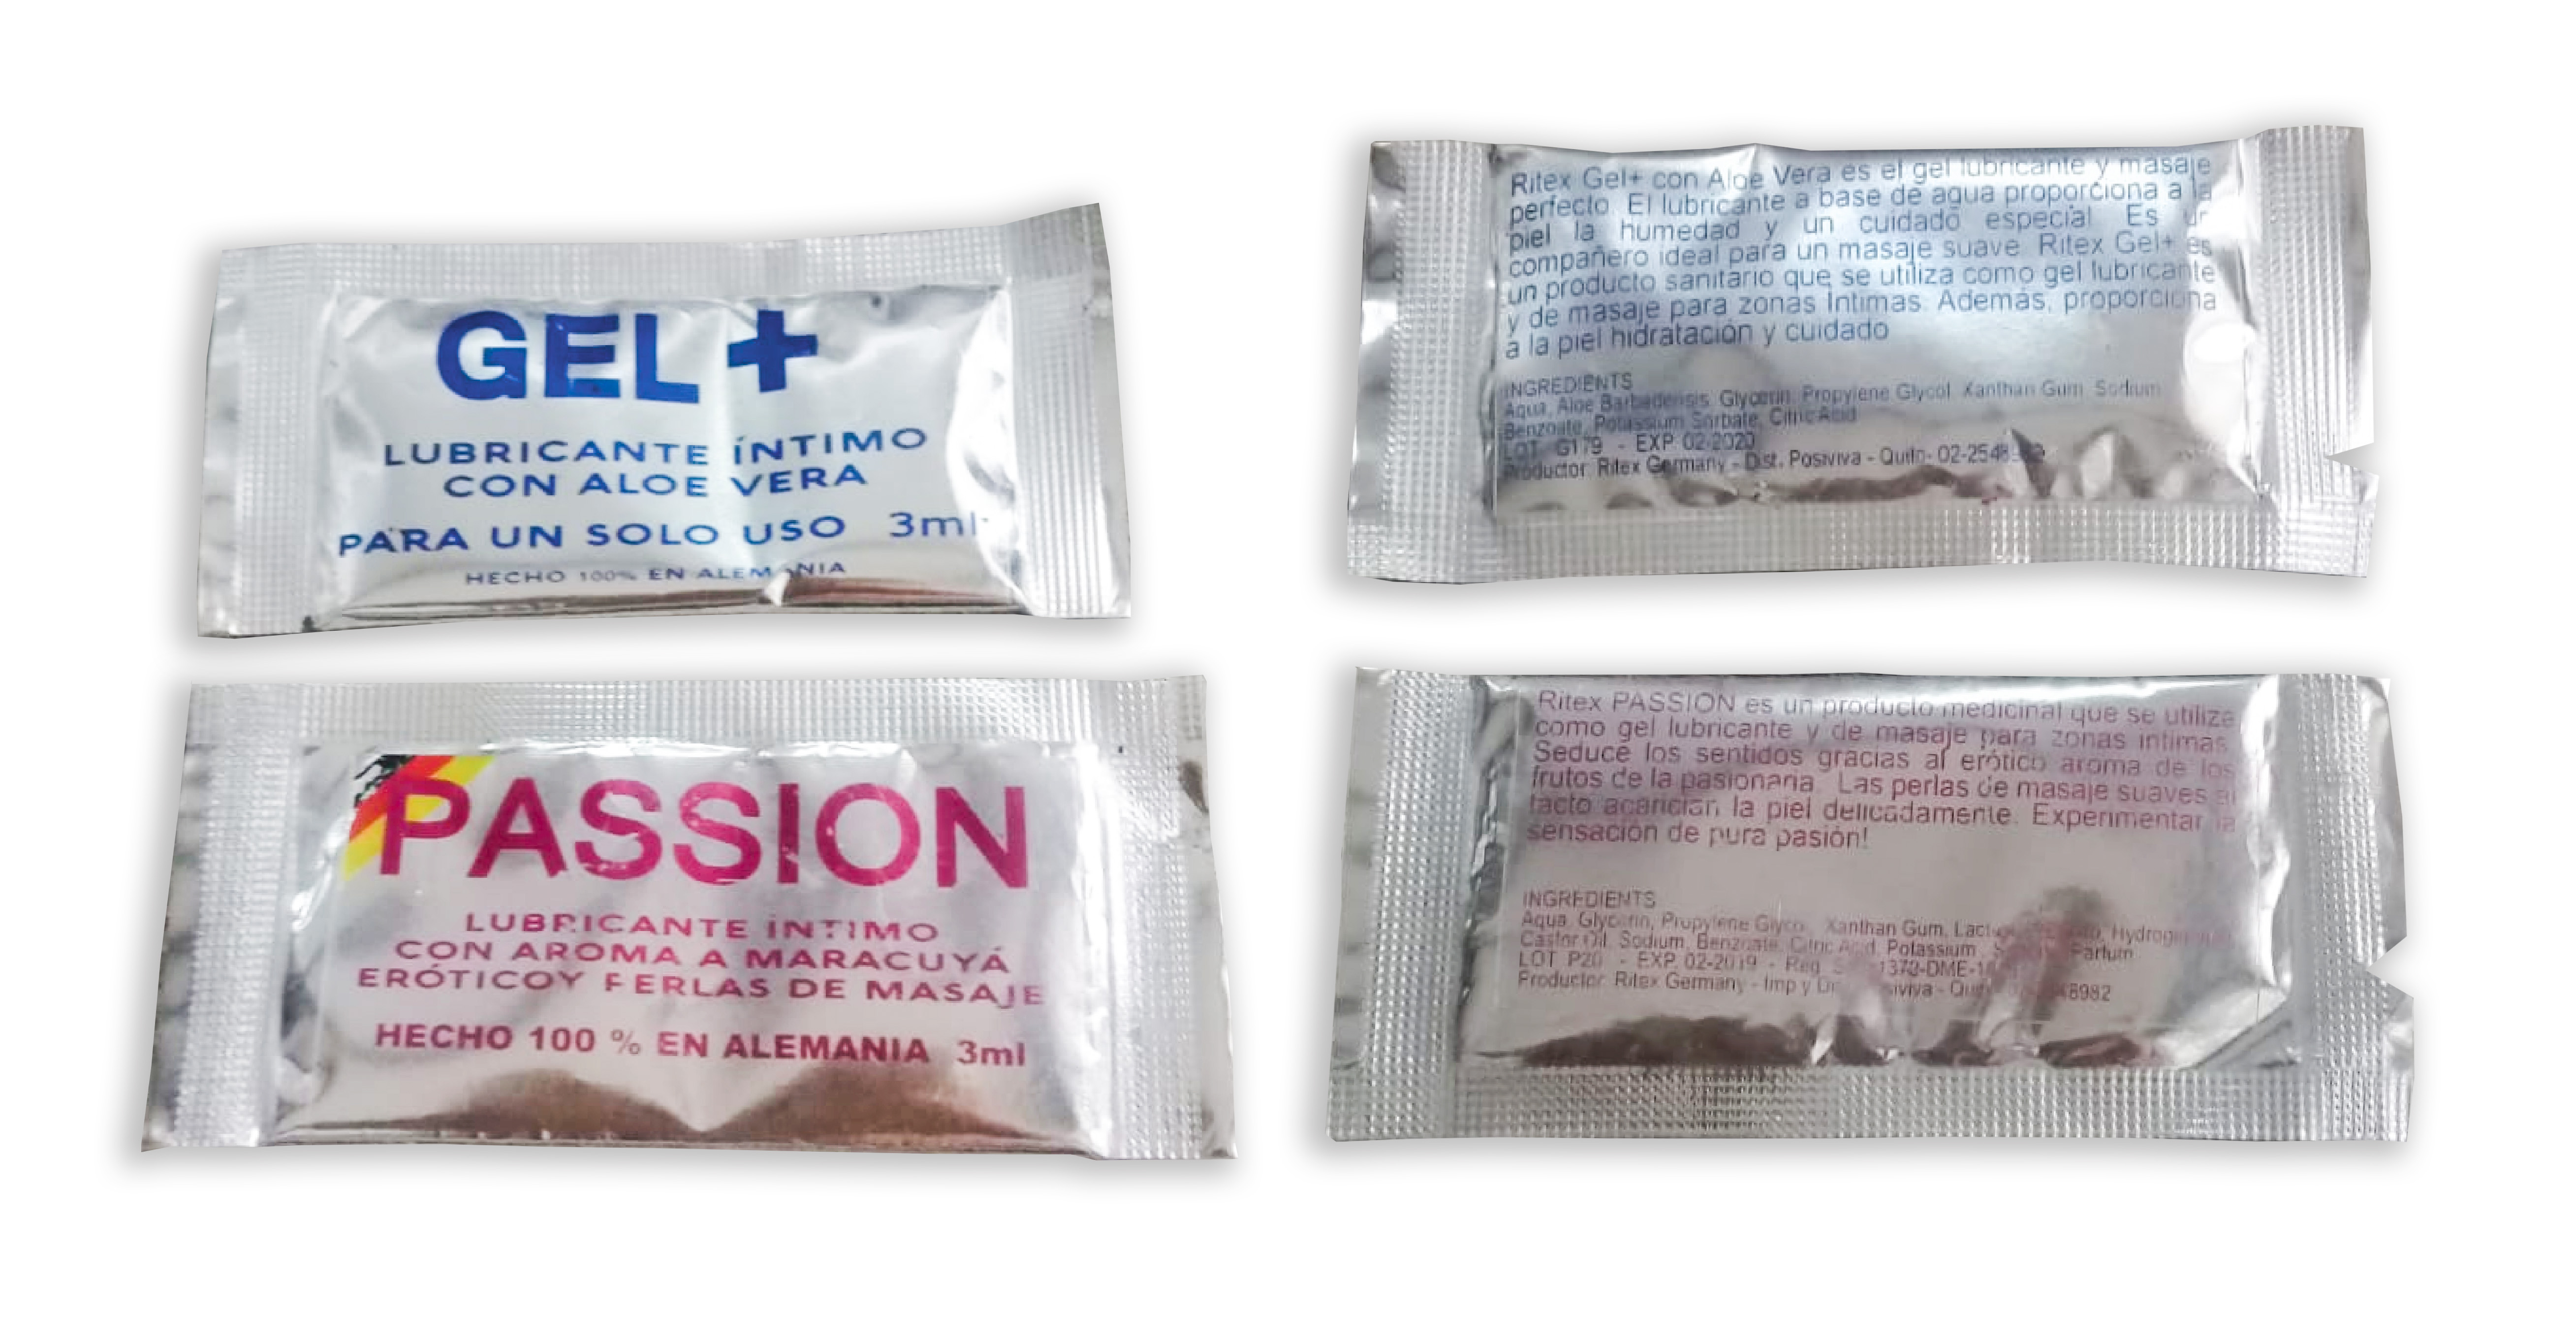 GEL +
LUBRICANTE ÍNTIMO
CON ALOE VERA
PARA UN SOLO USO 3ml
HECHO 100% EN ALEMANIA
Ritex Gel+ con Aloe Vera es el gel lubricante y masaje
perfecto. El lubricante a base de agua proporciona a la
piel la humedad y un cuidado especial. Es un
compañero ideal para un masaje suave. Ritex Gel+ es
un producto sanitario que se utiliza como gel lubricante
y de masaje para zonas íntimas. Además, proporciona
a la piel hidratación y cuidado
INGREDIENTS
Aqua, Aloe Barbadensis, Glycerin, Propylene Glycol, Xanthan Gum, Sodium
Benzoate, Potassium Sorbate, Citric Acid
LOT G179 - EXP 02-2020
Productor Ritex Germany - Dist. Posiviva - Quito- 02-2548
PASSION
LUBRICANTE íNTIMO
CON AROMA A MARACUYÁ
ERÓTICOY PERLAS DE MASAJE
HECHO 100 % EN ALEMANIA 3ml
Ritex PASSION es un producto medicinal que se utiliza
como gel lubricante y de masaje para zonas íntimas
Seduce los sentidos gracias al erótico aroma de los
frutos de la pasionaria. Las perlas de masaje suaves al
tacto acarician la piel delicadamente. Experimentar la
sensación de pura pasión!
INGREDIENTS
Aqua, Glycerin, Propylene Glyco Xanthan Gum,
Castor Oil, Sodium, Benzoate, Citric Acid, Potassium Parfum
LOT P20 - EXP 02-2019 - Reg
Productor Ritex Germany - Imp y